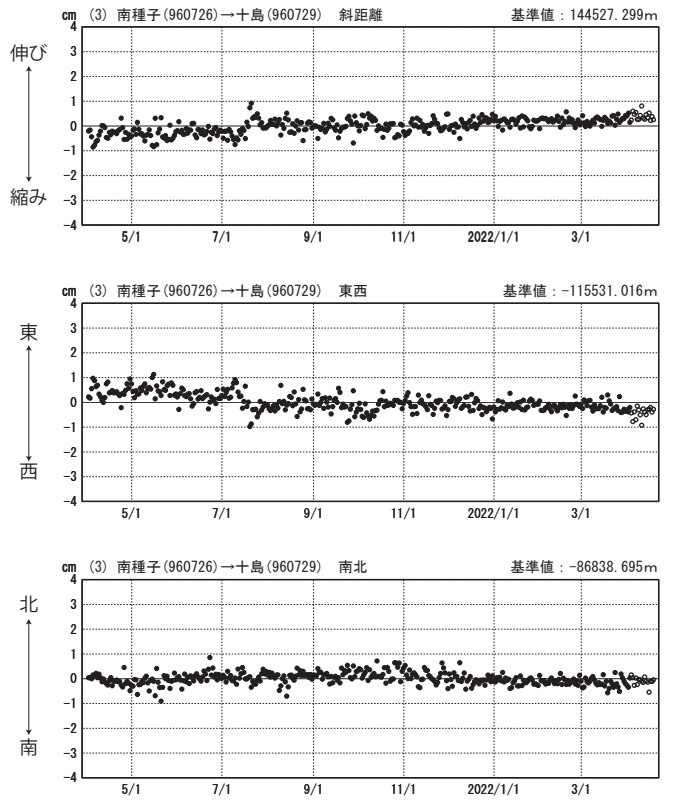 cm (3) 南種子(960726)→十島(960729) 斜距離 基準値：144527.299m
伸び
縮み
4
3
2
1
0
-1
-2
-3
-4
5/1 7/1 9/1 11/1 2022/1/1 3/1
cm (3) 南種子(960726)→十島(960729) 東西 基準値：-115531.016m
東
西
4
3
2
1
0
-1
-2
-3
-4
5/1 7/1 9/1 11/1 2022/1/1 3/1
cm (3) 南種子(960726)→十島(960729) 南北 基準値：-86838.695m
北
南
4
3
2
1
0
-1
-2
-3
-4
5/1 7/1 9/1 11/1 2022/1/1 3/1